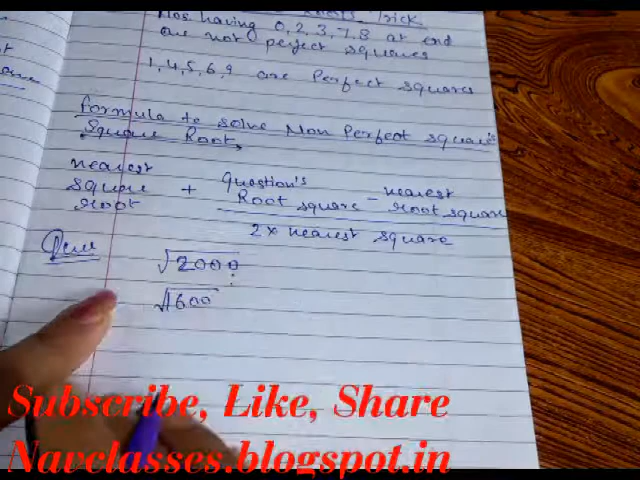 Trick
Nos having 0, 2, 3, 7, 8 at end
are not perfect squares
1, 4, 5, 6, 9 are Perfect squares
formula to solve Non Perfect square's
Square Root,
nearest square root + Question's Root square - nearest root square
2 x nearest square
Ques √2000
√1600
Subscribe, Like, Share
Navclasses.blogspot.in